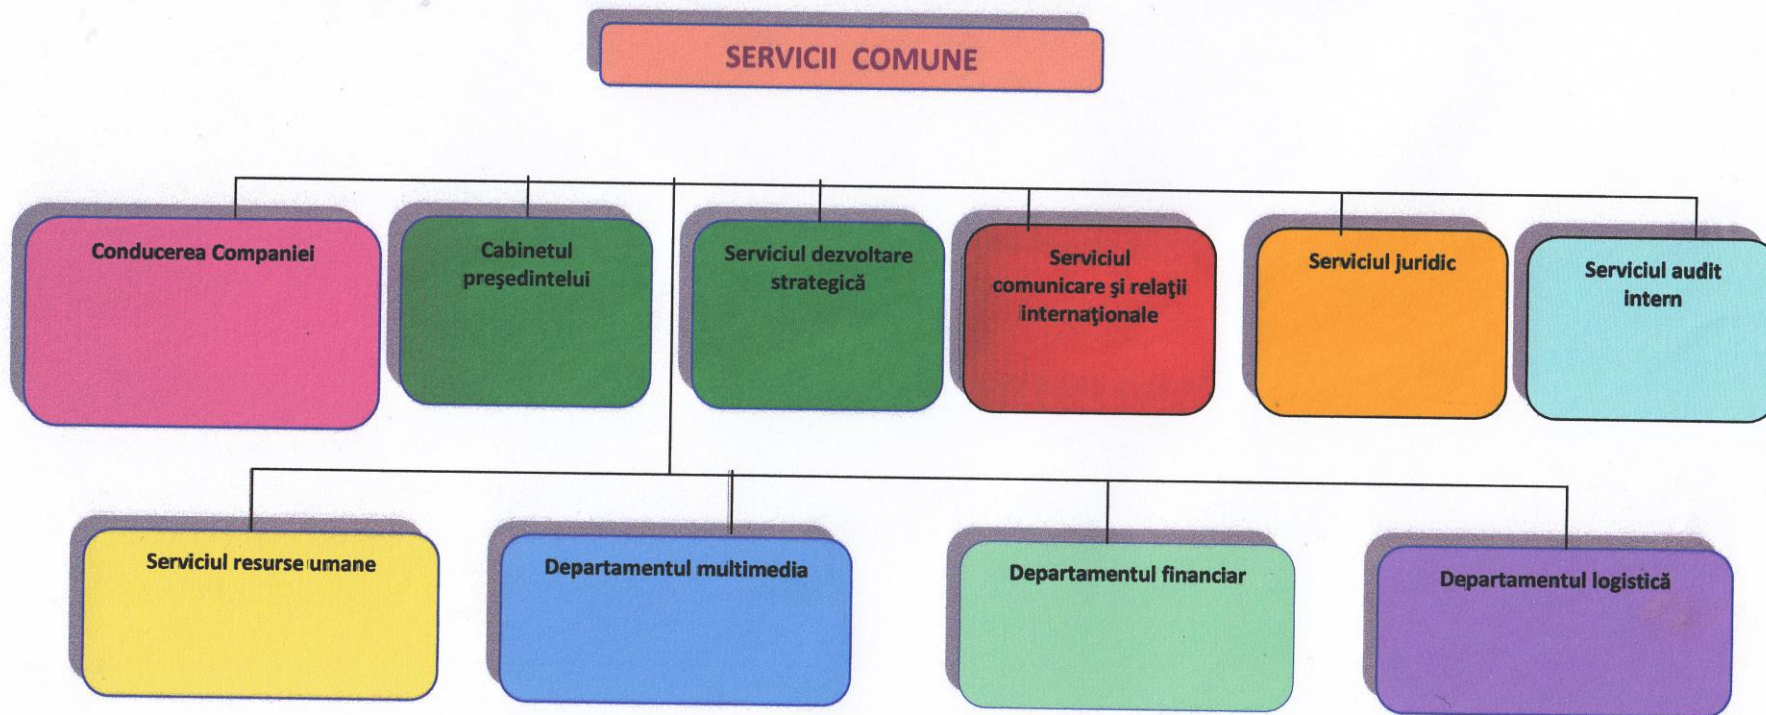 SERVICII COMUNE
Conducerea Companiei
Cabinetul
preşedintelui
Serviciul dezvoltare
strategică
Serviciul
comunicare şi relaţii
internaţionale
Serviciul juridic
Serviciul audit
intern
Serviciul resurse umane
Departamentul multimedia
Departamentul financiar
Departamentul logistică